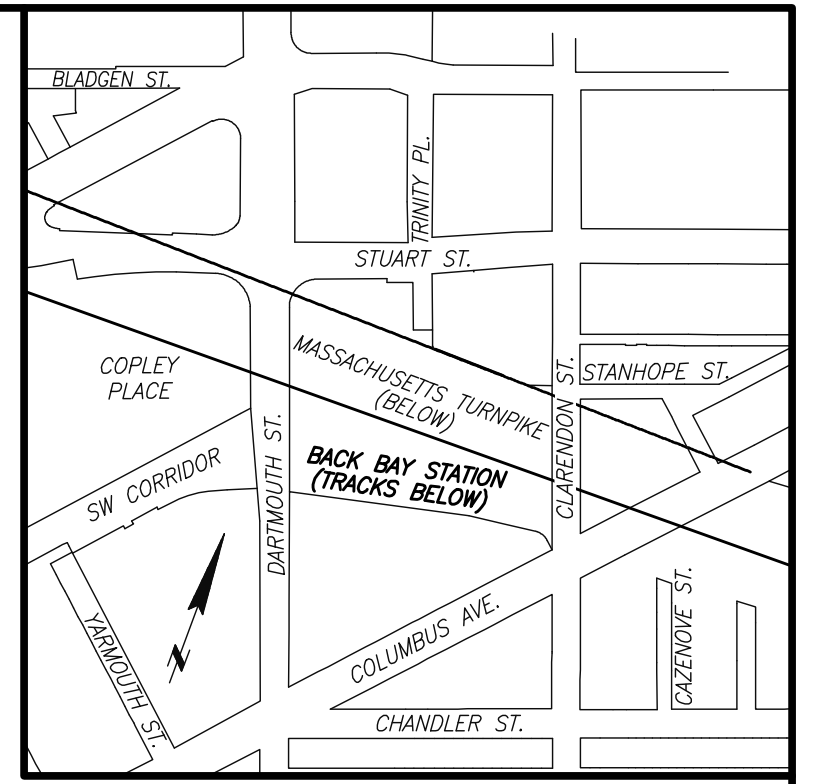 BLADGEN ST.
TRINITY PL.
STUART ST.
COPLEY
PLACE
MASSACHUSETTS TURNPIKE
(BELOW)
STANHOPE ST.
CLARENDON ST.
BACK BAY STATION
(TRACKS BELOW)
SW CORRIDOR
DARTMOUTH ST.
N
YARMOUTH ST.
COLUMBUS AVE.
CAZENOVE ST.
CHANDLER ST.